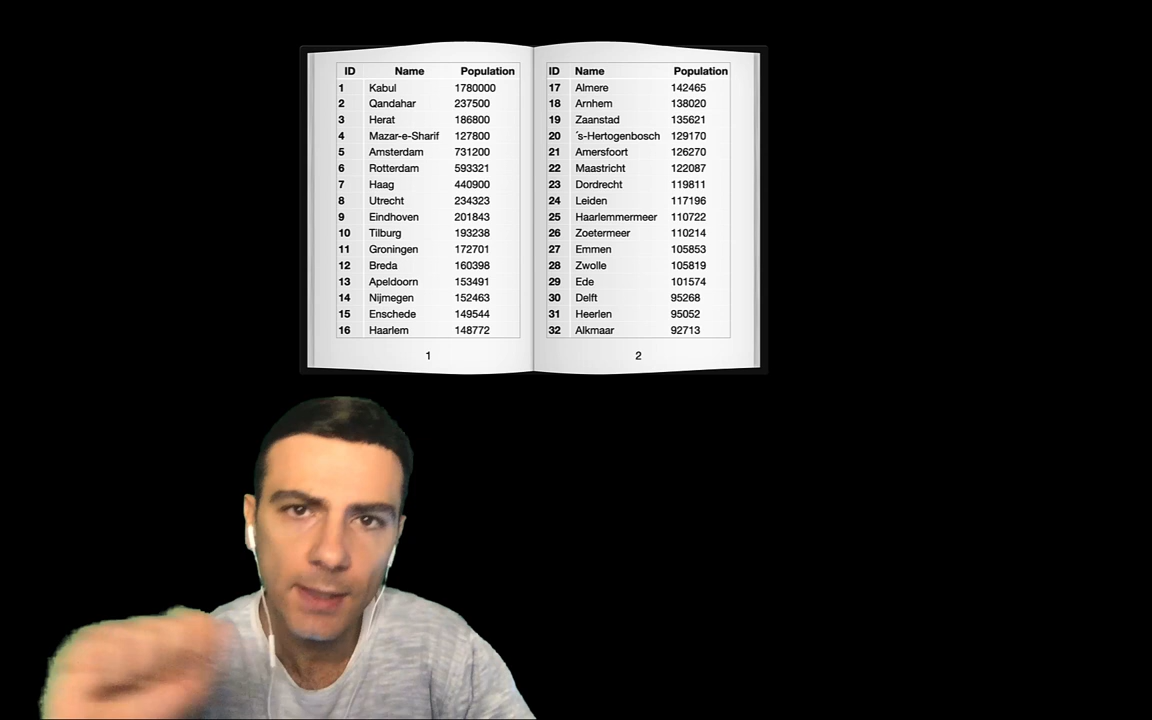 ID Name Population
1 Kabul 1780000
2 Qandahar 237500
3 Herat 186800
4 Mazar-e-Sharif 127800
5 Amsterdam 731200
6 Rotterdam 593321
7 Haag 440900
8 Utrecht 234323
9 Eindhoven 201843
10 Tilburg 193238
11 Groningen 172701
12 Breda 160398
13 Apeldoorn 153491
14 Nijmegen 152463
15 Enschede 149544
16 Haarlem 148772
1
ID Name Population
17 Almere 142465
18 Arnhem 138020
19 Zaanstad 135621
20 ´s-Hertogenbosch 129170
21 Amersfoort 126270
22 Maastricht 122087
23 Dordrecht 119811
24 Leiden 117196
25 Haarlemmermeer 110722
26 Zoetermeer 110214
27 Emmen 105853
28 Zwolle 105819
29 Ede 101574
30 Delft 95268
31 Heerlen 95052
32 Alkmaar 92713
2